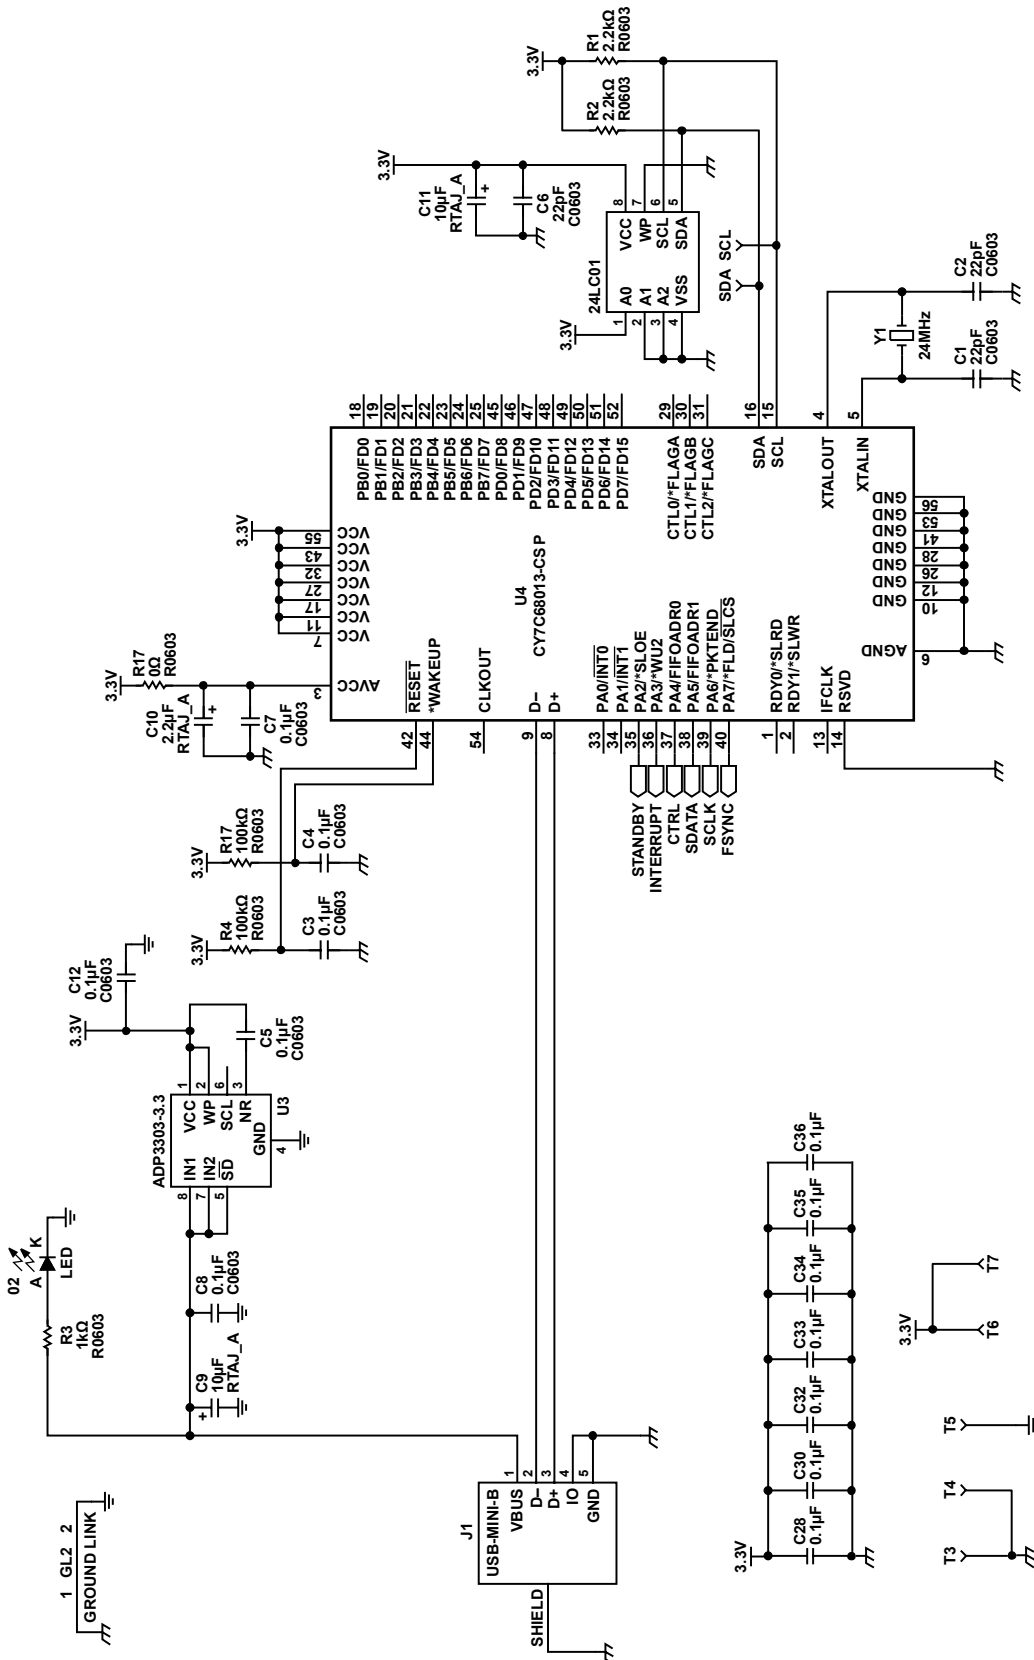 1 GL2 2
GROUND LINK
02
A K
LED
R3
1kΩ
R0603
3.3V
C12
0.1µF
C0603
ADP3303-3.3
8 IN1
7 IN2
5 SD
VCC 1
WP 2
SCL 6
NR 3
GND
4
U3
C5
0.1µF
C0603
C9
10µF
RTAJ_A
+
C8
0.1µF
C0603
J1
USB-MINI-B
VBUS 1
D– 2
D+ 3
IO 4
GND 5
SHIELD
3.3V
R4
100kΩ
R0603
C3
0.1µF
C0603
3.3V
R17
100kΩ
R0603
C4
0.1µF
C0603
3.3V
R17
0Ω
R0603
C10
2.2µF
RTAJ_A
+
C7
0.1µF
C0603
3.3V
3 AVCC
7 VCC
11 VCC
17 VCC
27 VCC
32 VCC
43 VCC
55 VCC
U4
CY7C68013-CSP
42 RESET
44 *WAKEUP
54 CLKOUT
9 D–
8 D+
33 PA0/INT0
34 PA1/INT1
STANDBY 35 PA2/*SLOE
INTERRUPT 36 PA3/*WU2
CTRL 37 PA4/FIFOADR0
SDATA 38 PA5/FIFOADR1
SCLK 39 PA6/*PKTEND
FSYNC 40 PA7/*FLD/SLCS
1 RDY0/*SLRD
2 RDY1/*SLWR
13 IFCLK
14 RSVD
PB0/FD0 18
PB1/FD1 19
PB2/FD2 20
PB3/FD3 21
PB4/FD4 22
PB5/FD5 23
PB6/FD6 24
PB7/FD7 25
PD0/FD8 45
PD1/FD9 46
PD2/FD10 47
PD3/FD11 48
PD4/FD12 49
PD5/FD13 50
PD6/FD14 51
PD7/FD15 52
CTL0/*FLAGA 29
CTL1/*FLAGB 30
CTL2/*FLAGC 31
SDA 16
SCL 15
XTALOUT 4
XTALIN 5
AGND 6
GND 10
GND 12
GND 26
GND 28
GND 41
GND 53
GND 56
3.3V
24LC01
1 A0
2 A1
3 A2
4 VSS
VCC 8
WP 7
SCL 6
SDA 5
3.3V
C11
10µF
RTAJ_A
+
C6
22pF
C0603
3.3V
R2
2.2kΩ
R0603
R1
2.2kΩ
R0603
SDA
SCL
Y1
24MHz
C1
22pF
C0603
C2
22pF
C0603
3.3V
C28
0.1µF
C30
0.1µF
C32
0.1µF
C33
0.1µF
C34
0.1µF
C35
0.1µF
C36
0.1µF
T3
T4
T5
3.3V
T6
T7